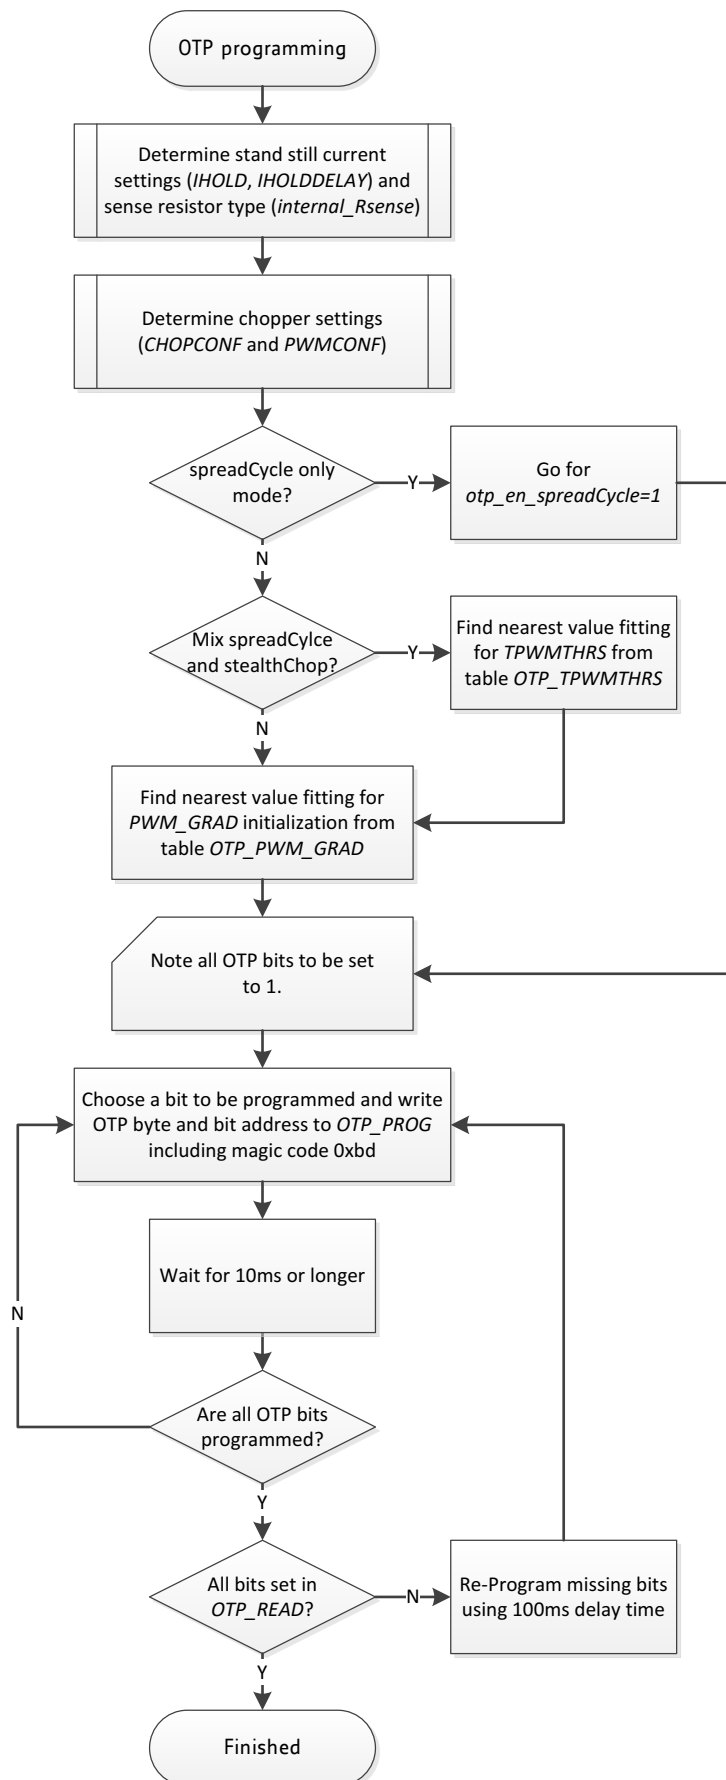 OTP programming
Determine stand still current
settings (IHOLD, IHOLDDELAY) and
sense resistor type (internal_Rsense)
Determine chopper settings
(CHOPCONF and PWMCONF)
spreadCycle only
mode?
Y
Go for
otp_en_spreadCycle=1
N
Mix spreadCylce
and stealthChop?
Y
Find nearest value fitting
for TPWMTHRS from
table OTP_TPWMTHRS
N
Find nearest value fitting for
PWM_GRAD initialization from
table OTP_PWM_GRAD
Note all OTP bits to be set
to 1.
Choose a bit to be programmed and write
OTP byte and bit address to OTP_PROG
including magic code 0xbd
Wait for 10ms or longer
N
Are all OTP bits
programmed?
Y
All bits set in
OTP_READ?
N
Re-Program missing bits
using 100ms delay time
Y
Finished